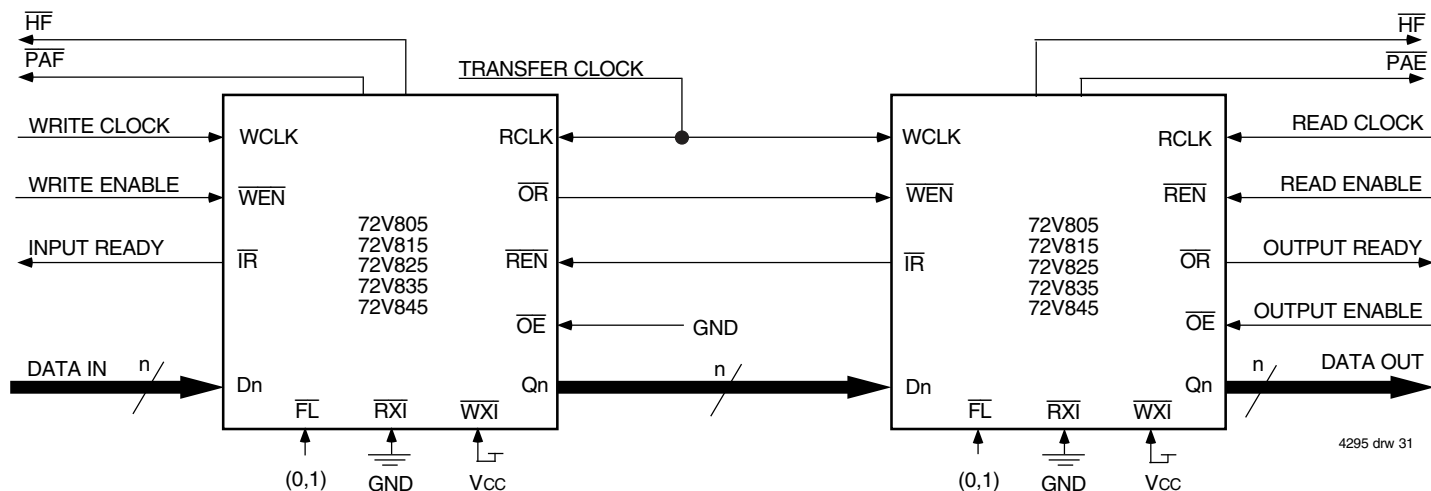 HF
HF
PAF
PAE
TRANSFER CLOCK
WRITE CLOCK
WCLK
RCLK
WCLK
RCLK
READ CLOCK
WRITE ENABLE
WEN
OR
WEN
REN
READ ENABLE
72V805
72V815
72V825
72V835
72V845
72V805
72V815
72V825
72V835
72V845
INPUT READY
IR
REN
IR
OR
OUTPUT READY
OE
GND
OE
OUTPUT ENABLE
DATA IN
n
Dn
Qn
n
Dn
Qn
n
DATA OUT
FL
RXI
WXI
FL
RXI
WXI
(0,1)
GND
VCC
(0,1)
GND
VCC
4295 drw 31